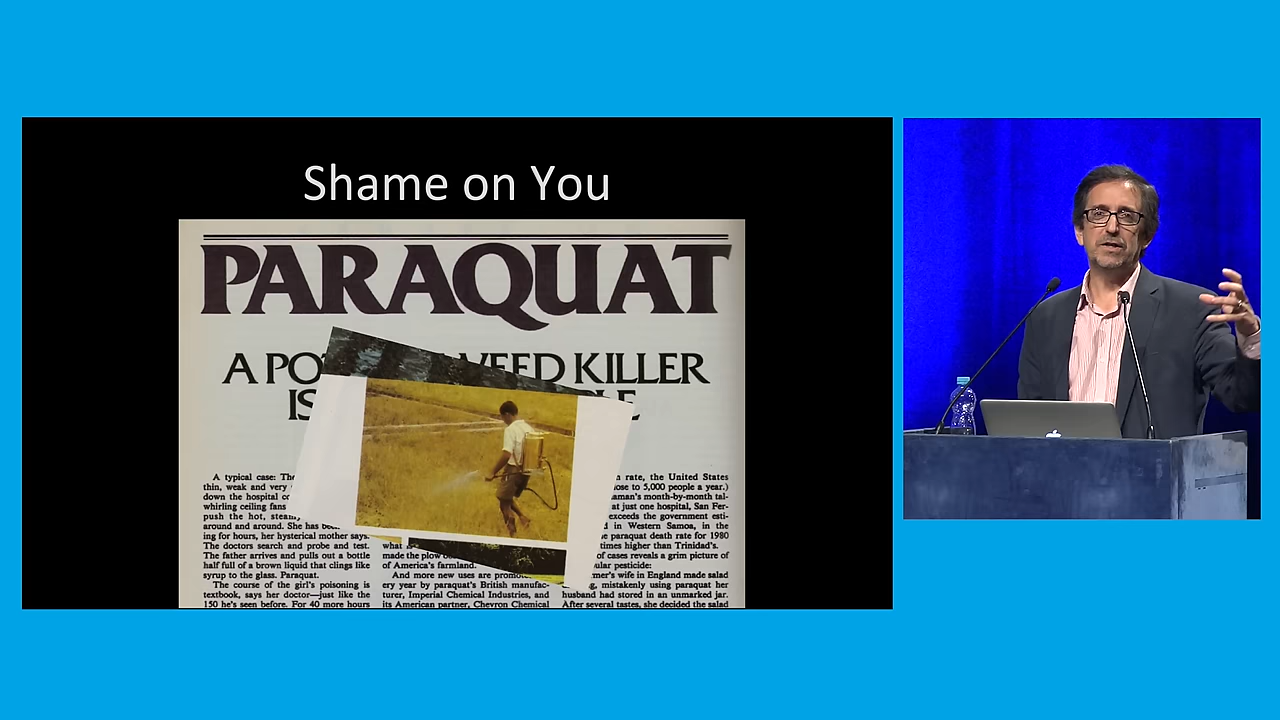 Shame on You
PARAQUAT
A PO WEED KILLER
IS LE
A typical case: The
thin, weak and very
down the hospital
whirling ceiling fans
push the hot, steamy
around and around. She has been
ing for hours, her hysterical mother says.
The doctors search and probe and test.
The father arrives and pulls out a bottle
half full of a brown liquid that clings like
syrup to the glass. Paraquat.
The course of the girl's poisoning is
textbook, says her doctor—just like the
150 he's seen before. For 40 more hours
what is
made the plow
of America's farmland.
And more new uses are
ery year by paraquat's British manufac-
turer, Imperial Chemical Industries, and
its American partner, Chevron Chemical
rate, the United States
ose to 5,000 people a year.)
aman's month-by-month tal-
at just one hospital, San Fer-
exceeds the government esti-
in Western Samoa, in the
paraquat death rate for 1980
times higher than Trinidad's.
of cases reveals a grim picture of
ular pesticide:
mer's wife in England made salad
g, mistakenly using paraquat her
husband had stored in an unmarked jar.
After several tastes, she decided the salad